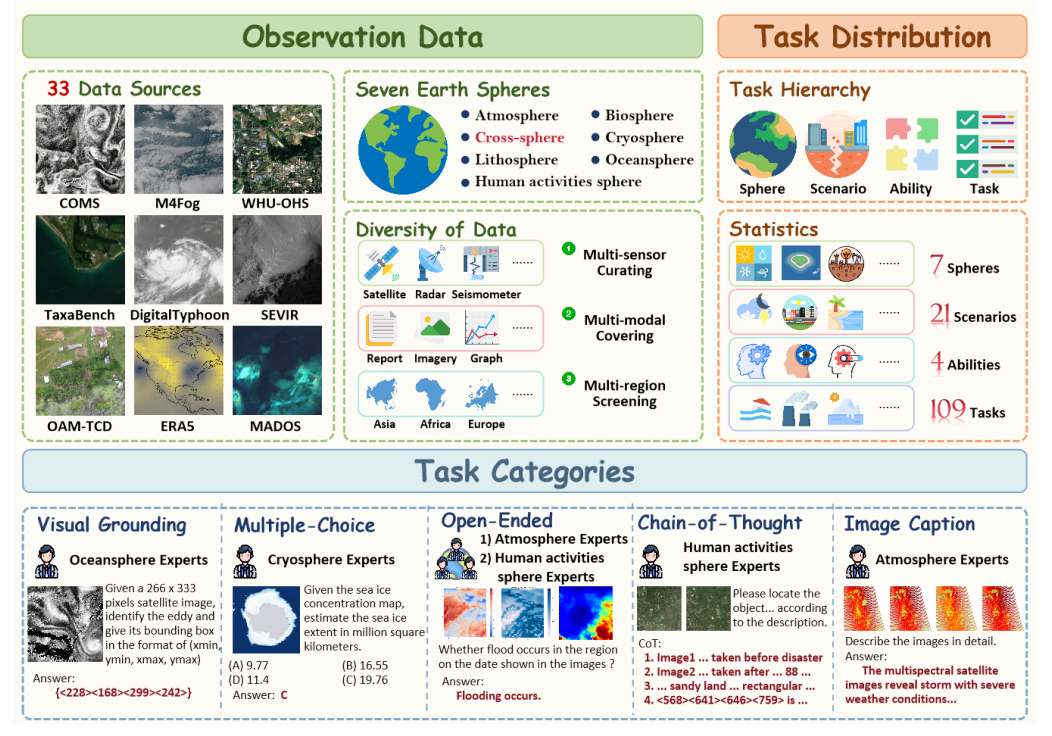 Observation Data
33 Data Sources
COMS
M4Fog
WHU-OHS
TaxaBench
DigitalTyphoon
SEVIR
OAM-TCD
ERA5
MADOS
Seven Earth Spheres
Atmosphere
Biosphere
Cross-sphere
Cryosphere
Lithosphere
Oceansphere
Human activities sphere
Diversity of Data
Satellite
Radar
Seismometer
......
1
Multi-sensor
Curating
Report
Imagery
Graph
......
2
Multi-modal
Covering
Asia
Africa
Europe
......
3
Multi-region
Screening
Task Distribution
Task Hierarchy
Sphere
Scenario
Ability
Task
Statistics
......
7 Spheres
......
21 Scenarios
......
4 Abilities
......
109 Tasks
Task Categories
Visual Grounding
Oceansphere Experts
Given a 266 x 333
pixels satellite image,
identify the eddy and
give its bounding box
in the format of (xmin,
ymin, xmax, ymax)
Answer:
{<228><168><299><242>}
Multiple-Choice
Cryosphere Experts
Given the sea ice
concentration map,
estimate the sea ice
extent in million square
kilometers.
(A) 9.77
(B) 16.55
(D) 11.4
(C) 19.76
Answer: C
Open-Ended
1) Atmosphere Experts
2) Human activities
sphere Experts
Whether flood occurs in the region
on the date shown in the images ?
Answer:
Flooding occurs.
Chain-of-Thought
Human activities
sphere Experts
Please locate the
object... according
to the description.
CoT:
1. Image1 ... taken before disaster
2. Image2 ... taken after ... 88 ...
3. ... sandy land ... rectangular ...
4. <568><641><646><759> is ...
Image Caption
Atmosphere Experts
Describe the images in detail.
Answer:
The multispectral satellite
images reveal storm with severe
weather conditions...